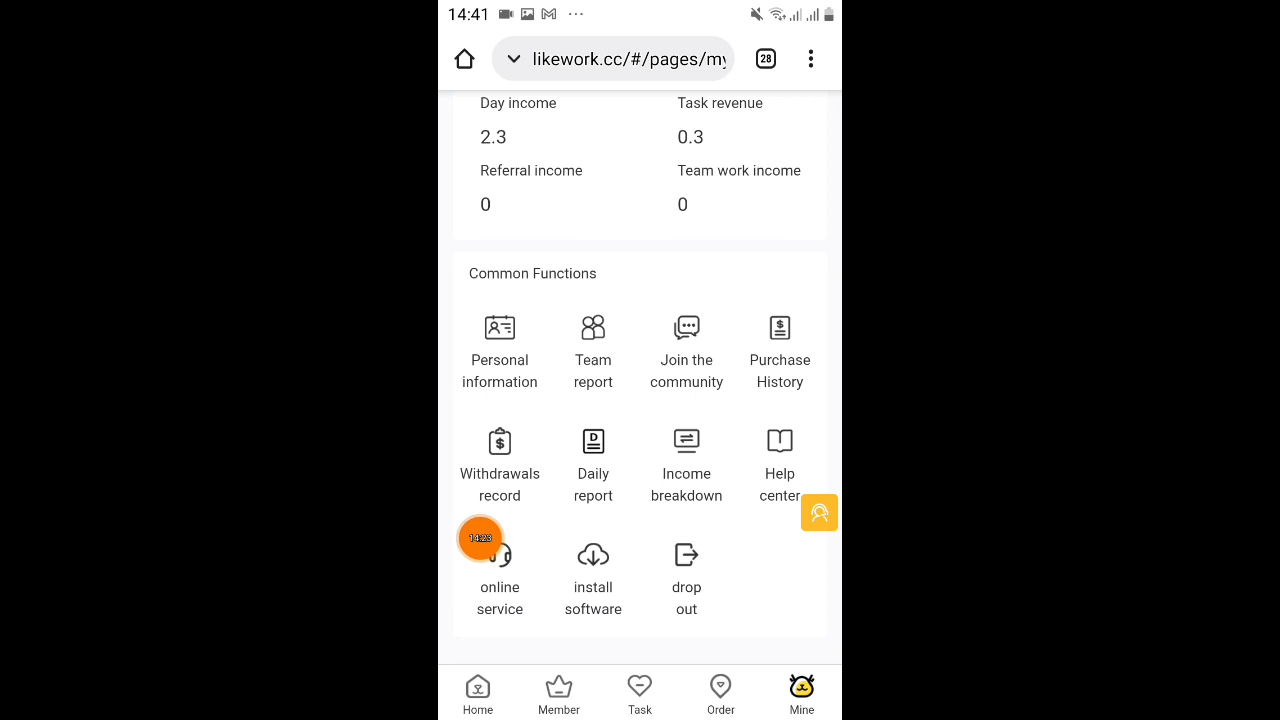 14:41
likework.cc/#/pages/my
28
Day income Task revenue
2.3 0.3
Referral income Team work income
0 0
Common Functions
Personal Team Join the Purchase
information report community History
$ D
Withdrawals Daily Income Help
record report breakdown center
14:23
online install drop
service software out
Home Member Task Order Mine